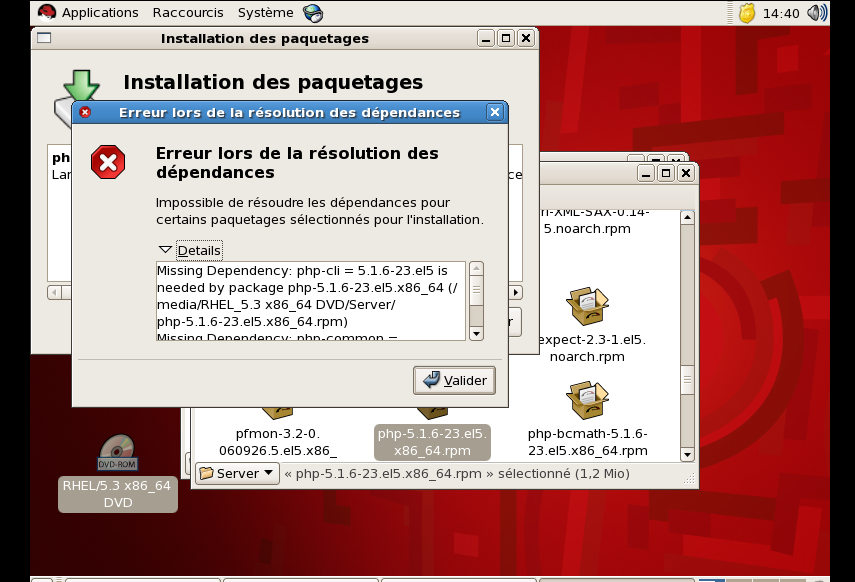 Applications Raccourcis Système
14:40
Installation des paquetages
Installation des paquetages
Erreur lors de la résolution des dépendances
Erreur lors de la résolution des
dépendances
Impossible de résoudre les dépendances pour
certains paquetages sélectionnés pour l'installation.
Details
Missing Dependency: php-cli = 5.1.6-23.el5 is
needed by package php-5.1.6-23.el5.x86_64 (/
media/RHEL_5.3 x86_64 DVD/Server/
php-5.1.6-23.el5.x86_64.rpm)
Missing Dependency: php-common =
Valider
ph
Lar
ce
r
n-XML-SAX-0.14-
5.noarch.rpm
expect-2.3-1.el5.
noarch.rpm
pfmon-3.2-0.
060926.5.el5.x86_
php-5.1.6-23.el5.
x86_64.rpm
php-bcmath-5.1.6-
23.el5.x86_64.rpm
Server
« php-5.1.6-23.el5.x86_64.rpm » sélectionné (1,2 Mio)
DVD-ROM
RHEL/5.3 x86_64
DVD